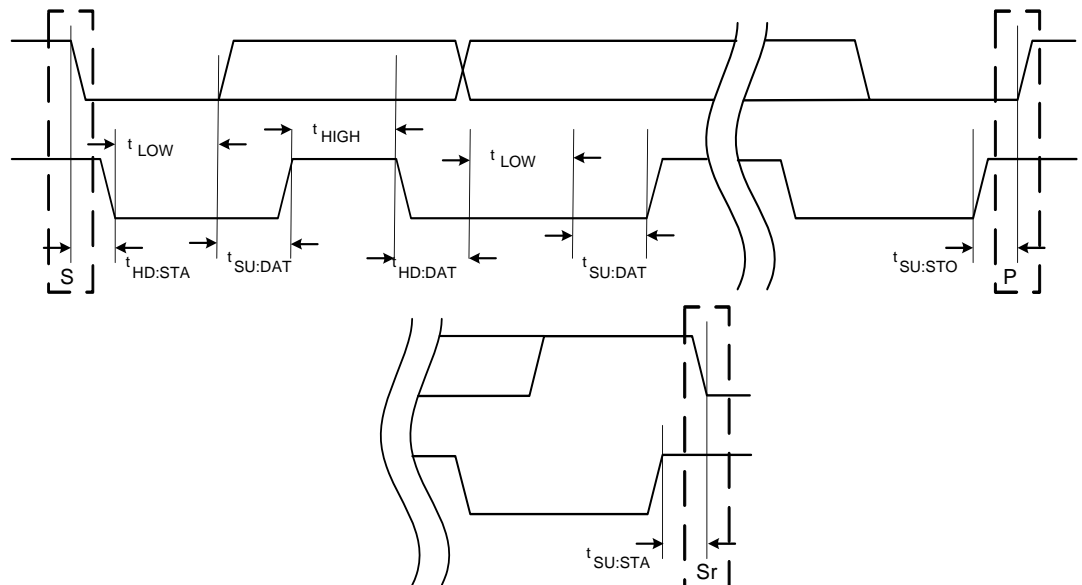 t LOW
t HIGH
t LOW
t HD:STA
t SU:DAT
t HD:DAT
t SU:DAT
t SU:STO
S
P
t SU:STA
Sr